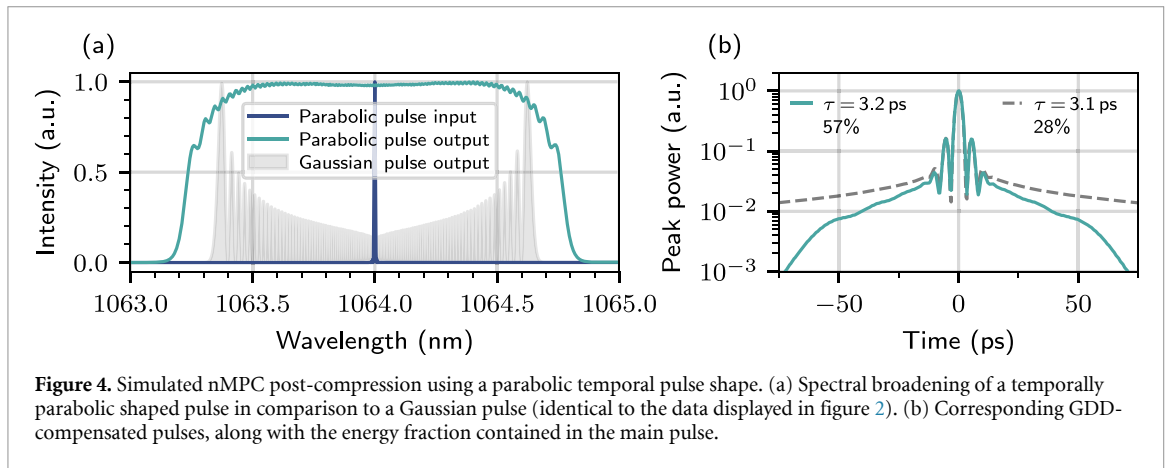 (a)
(b)
Intensity (a.u.)
1.0
0.5
0.0
Parabolic pulse input
Parabolic pulse output
Gaussian pulse output
1063.0 1063.5 1064.0 1064.5 1065.0
Wavelength (nm)
Peak power (a.u.)
10⁰
10⁻¹
10⁻²
10⁻³
τ = 3.2 ps
57%
τ = 3.1 ps
28%
−50 0 50
Time (ps)
Figure 4. Simulated nMPC post-compression using a parabolic temporal pulse shape. (a) Spectral broadening of a temporally
parabolic shaped pulse in comparison to a Gaussian pulse (identical to the data displayed in figure 2). (b) Corresponding GDD-
compensated pulses, along with the energy fraction contained in the main pulse.